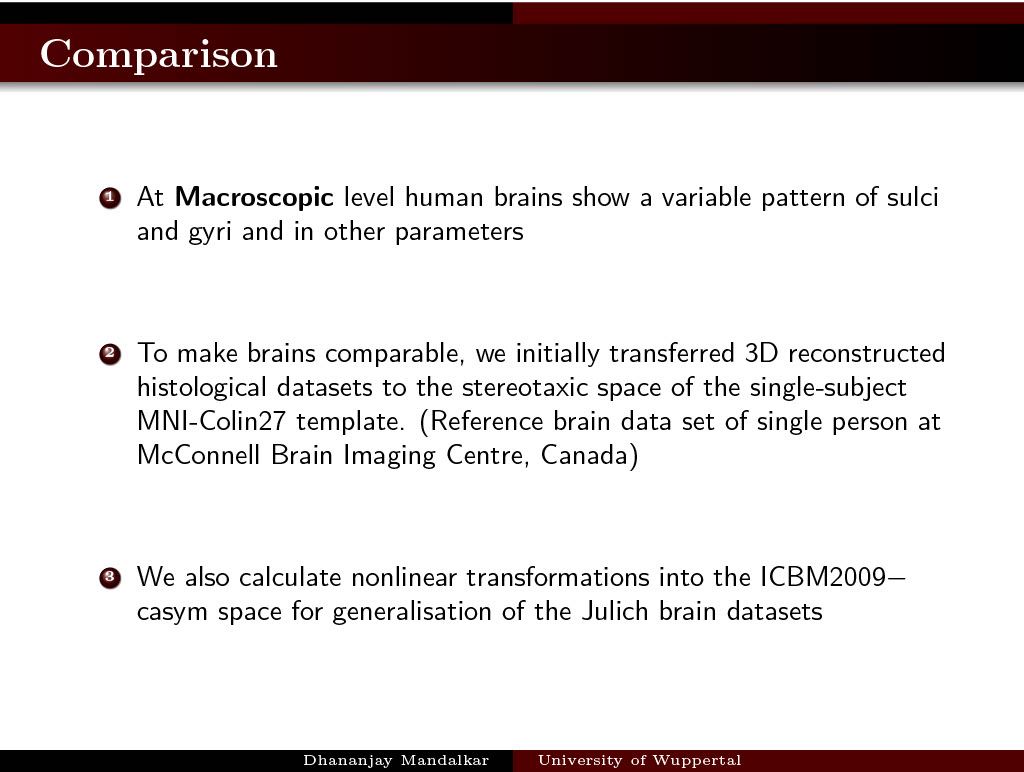 Comparison
1 At Macroscopic level human brains show a variable pattern of sulci
and gyri and in other parameters
2 To make brains comparable, we initially transferred 3D reconstructed
histological datasets to the stereotaxic space of the single-subject
MNI-Colin27 template. (Reference brain data set of single person at
McConnell Brain Imaging Centre, Canada)
3 We also calculate nonlinear transformations into the ICBM2009−
casym space for generalisation of the Julich brain datasets
Dhananjay Mandalkar University of Wuppertal